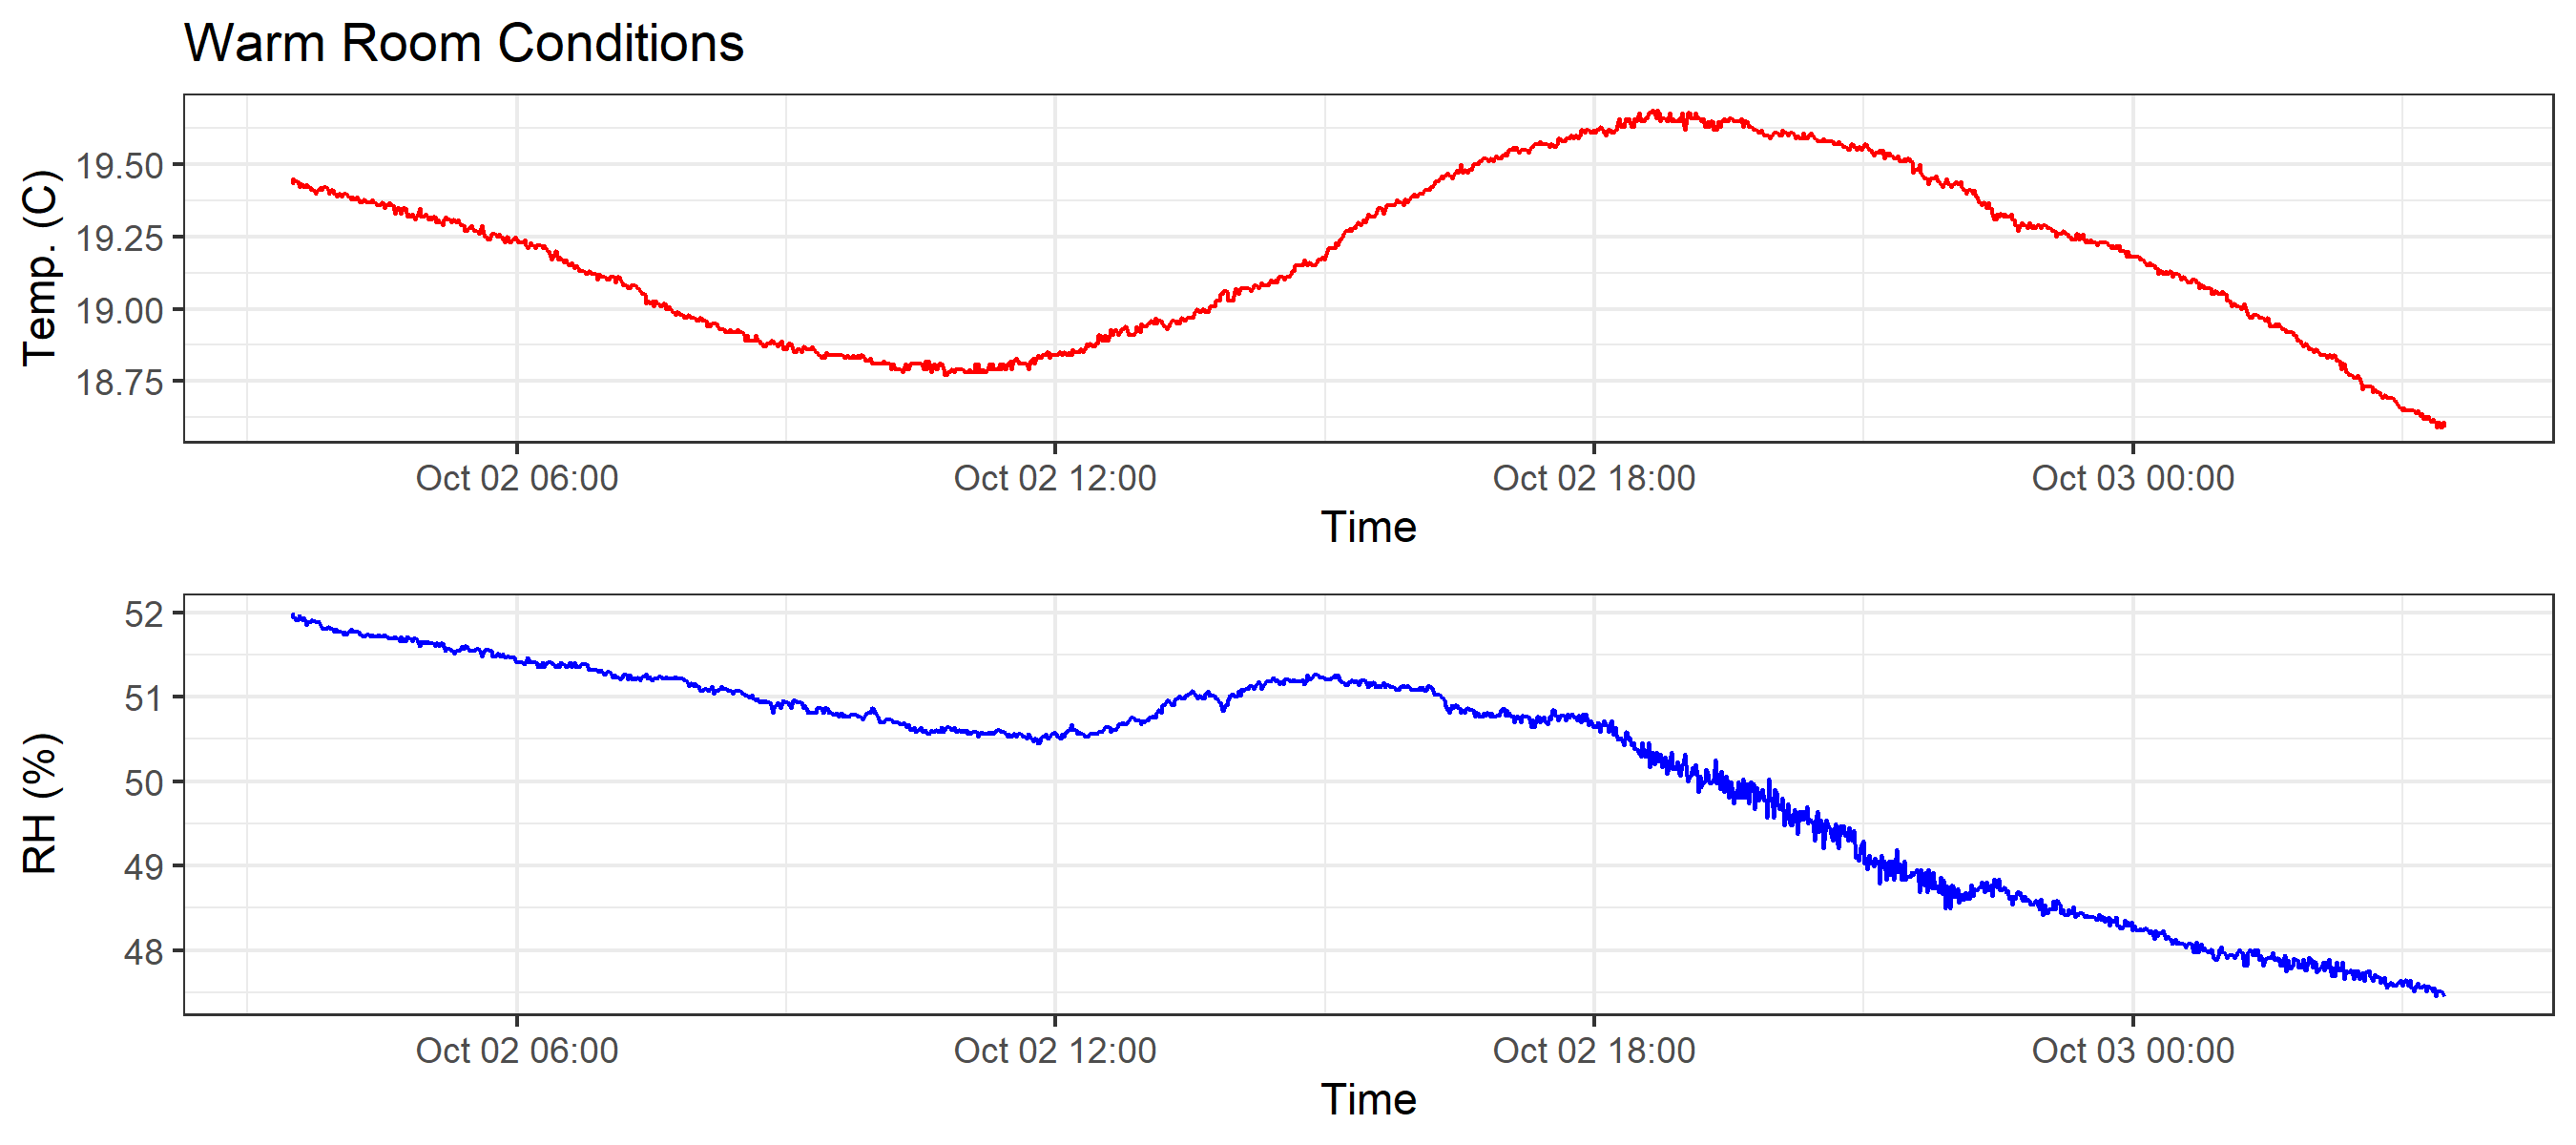 Warm Room Conditions
Temp. (C)
19.50
19.25
19.00
18.75
Oct 02 06:00 Oct 02 12:00 Oct 02 18:00 Oct 03 00:00
Time
RH (%)
52
51
50
49
48
Oct 02 06:00 Oct 02 12:00 Oct 02 18:00 Oct 03 00:00
Time